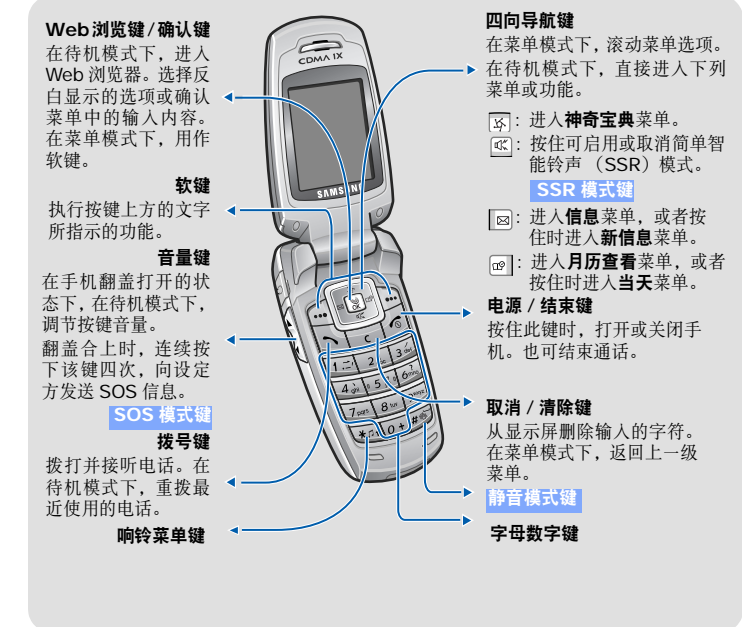 Web浏览键/确认键
在待机模式下，进入
Web 浏览器。选择反
白显示的选项或确认
菜单中的输入内容。
在菜单模式下，用作
软键。
软键
执行按键上方的文字
所指示的功能。
音量键
在手机翻盖打开的状
态下，在待机模式下，
调节按键音量。
翻盖合上时，连续按
下该键四次，向设定
方发送 SOS 信息。
SOS 模式键
拨号键
拨打并接听电话。在
待机模式下，重拨最
近使用的电话。
响铃菜单键
CDMA 1X
SAMSUNG
OK
C
1
2
3
4 ghi
5
6 mno
7 pqrs
8 tuv
0 +
#
四向导航键
在菜单模式下，滚动菜单选项。
在待机模式下，直接进入下列
菜单或功能。
：进入神奇宝典菜单。
：按住可启用或取消简单智
能铃声 （SSR）模式。
SSR 模式键
：进入信息菜单，或者按
住时进入新信息菜单。
：进入月历查看菜单，或者
按住时进入当天菜单。
电源 / 结束键
按住此键时，打开或关闭手
机。也可结束通话。
取消 / 清除键
从显示屏删除输入的字符。
在菜单模式下，返回上一级
菜单。
静音模式键
字母数字键